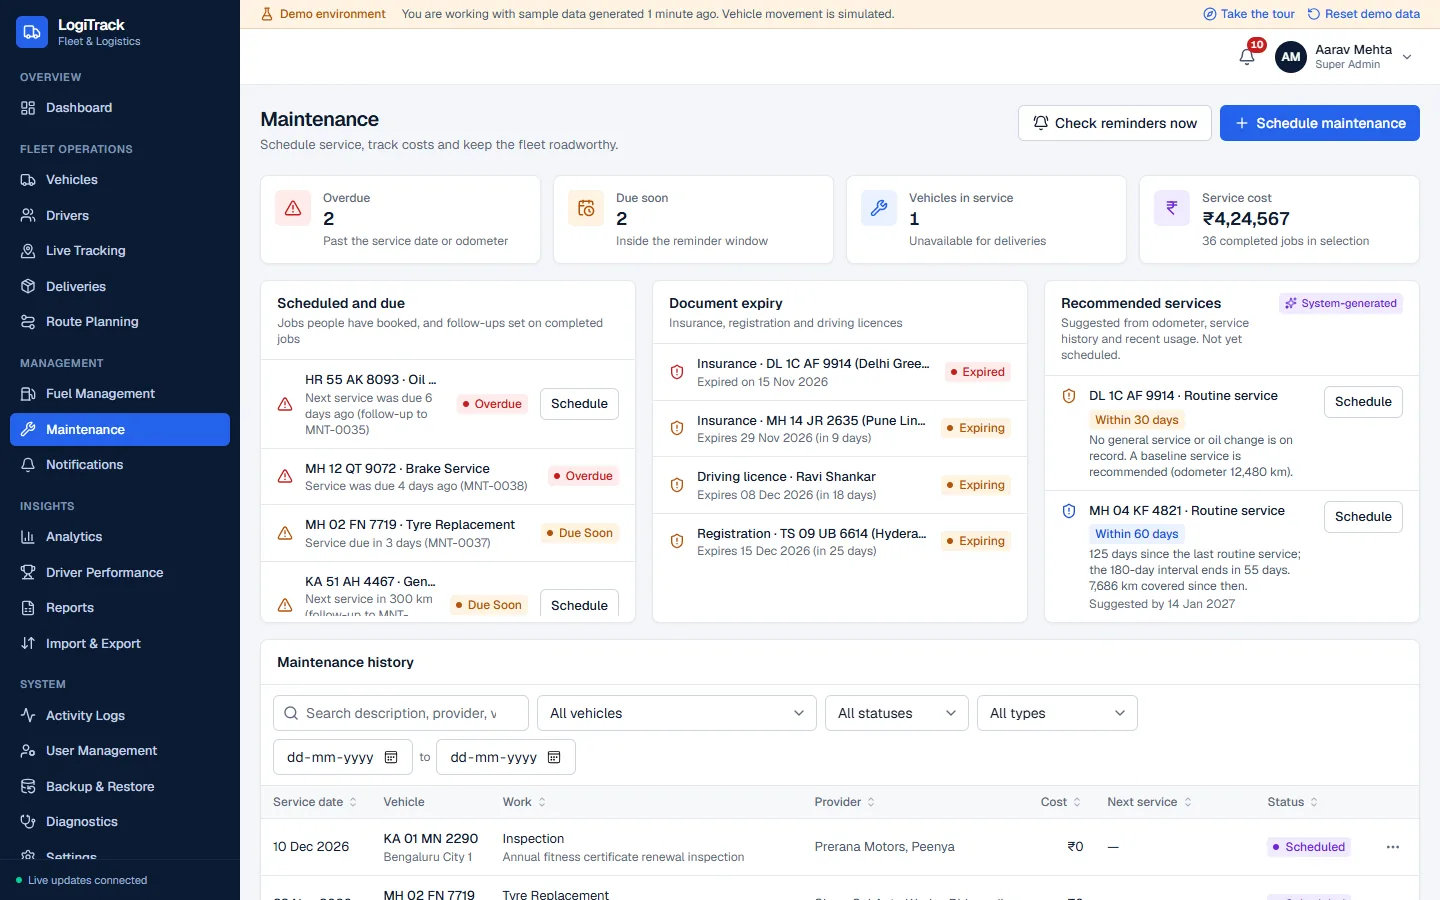 LogiTrack
Fleet & Logistics
OVERVIEW
Dashboard
FLEET OPERATIONS
Vehicles
Drivers
Live Tracking
Deliveries
Route Planning
MANAGEMENT
Fuel Management
Maintenance
Notifications
INSIGHTS
Analytics
Driver Performance
Reports
Import & Export
SYSTEM
Activity Logs
User Management
Backup & Restore
Diagnostics
Settings
Live updates connected
Demo environment You are working with sample data generated 1 minute ago. Vehicle movement is simulated.
Take the tour Reset demo data
10
AM
Aarav Mehta
Super Admin
Maintenance
Schedule service, track costs and keep the fleet roadworthy.
Check reminders now
Schedule maintenance
Overdue
2
Past the service date or odometer
Due soon
2
Inside the reminder window
Vehicles in service
1
Unavailable for deliveries
Service cost
₹4,24,567
36 completed jobs in selection
Scheduled and due
Jobs people have booked, and follow-ups set on completed
jobs
HR 55 AK 8093 · Oil ...
Next service was due 6
days ago (follow-up to
MNT-0035)
Overdue
Schedule
MH 12 QT 9072 · Brake Service
Service was due 4 days ago (MNT-0038)
Overdue
MH 02 FN 7719 · Tyre Replacement
Service due in 3 days (MNT-0037)
Due Soon
KA 51 AH 4467 · Gen...
Next service in 300 km
(follow-up to MNT-
Due Soon
Schedule
Document expiry
Insurance, registration and driving licences
Insurance · DL 1C AF 9914 (Delhi Gree...
Expired on 15 Nov 2026
Expired
Insurance · MH 14 JR 2635 (Pune Lin...
Expires 29 Nov 2026 (in 9 days)
Expiring
Driving licence · Ravi Shankar
Expires 08 Dec 2026 (in 18 days)
Expiring
Registration · TS 09 UB 6614 (Hydera...
Expires 15 Dec 2026 (in 25 days)
Expiring
Recommended services
System-generated
Suggested from odometer, service
history and recent usage. Not yet
scheduled.
DL 1C AF 9914 · Routine service
Within 30 days
No general service or oil change is on
record. A baseline service is
recommended (odometer 12,480 km).
Schedule
MH 04 KF 4821 · Routine service
Within 60 days
125 days since the last routine service;
the 180-day interval ends in 55 days.
7,686 km covered since then.
Suggested by 14 Jan 2027
Schedule
Maintenance history
Search description, provider, v
All vehicles
All statuses
All types
dd-mm-yyyy to dd-mm-yyyy
Service date Vehicle Work Provider Cost Next service Status
10 Dec 2026
KA 01 MN 2290
Bengaluru City 1
Inspection
Annual fitness certificate renewal inspection
Prerana Motors, Peenya
₹0
—
Scheduled
MH 02 FN 7719
Tyre Replacement